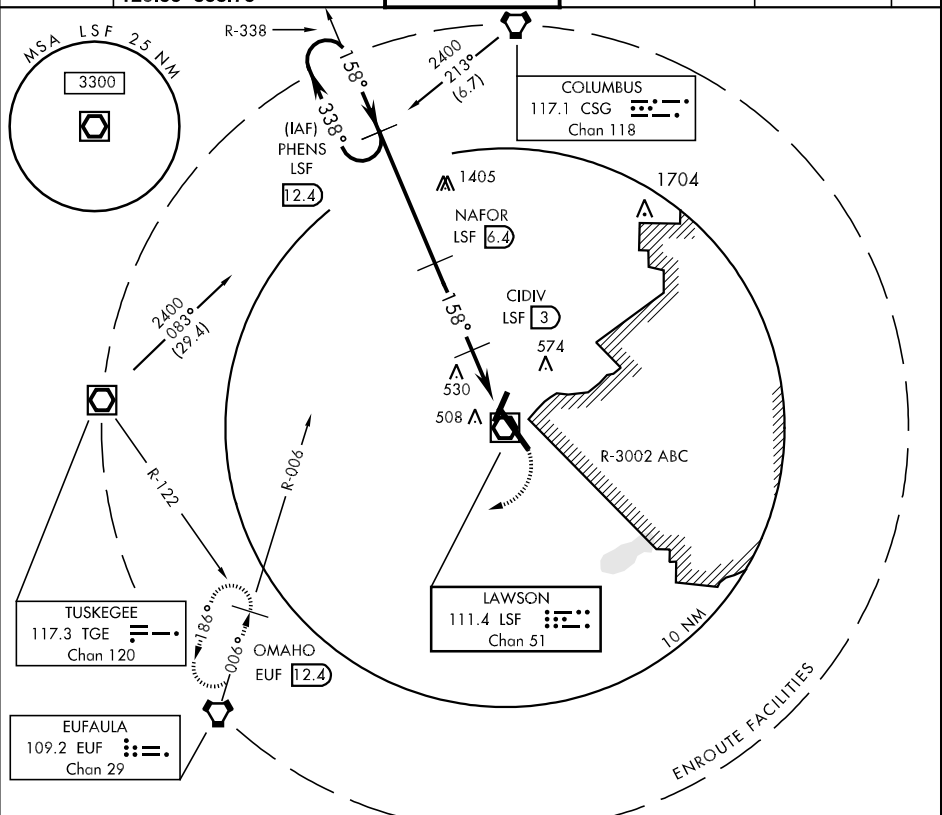 MSA LSF 25 NM
3300
R-338
158°
338°
2400
213°
(6.7)
COLUMBUS
117.1 CSG
Chan 118
(IAF)
PHENS
LSF
12.4
1405
1704
NAFOR
LSF 6.4
158°
CIDIV
LSF 3
574
530
508
2400
083°
(29.4)
R-3002 ABC
R-006
R-122
TUSKEGEE
117.3 TGE
Chan 120
186°
006°
OMAHO
EUF 12.4
LAWSON
111.4 LSF
Chan 51
10 NM
EUFAULA
109.2 EUF
Chan 29
ENROUTE FACILITIES